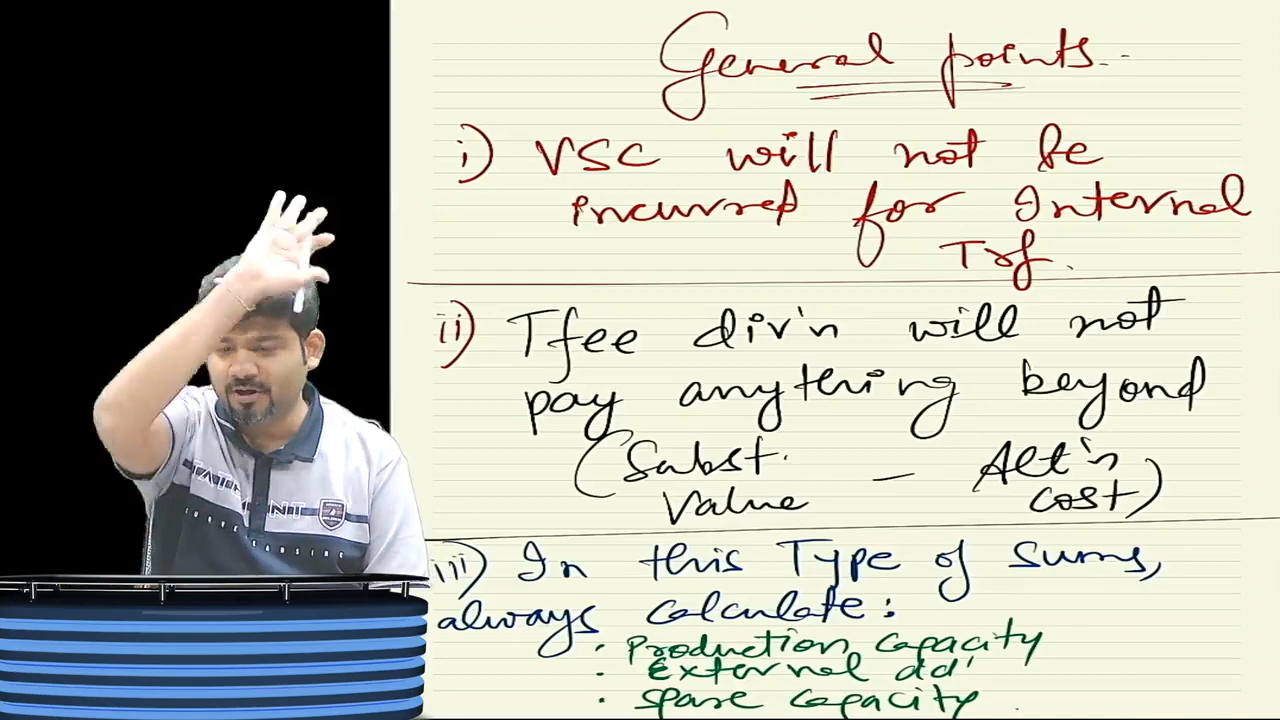 General points..
i) VSC will not be
incurred for Internal
Trf.
ii) Tfee div'n will not
pay anything beyond
(Subst. – Alt'n
Value cost)
iii) In this Type of sums,
always calculate:
· Production capacity
· External dd'
· spare capacity.